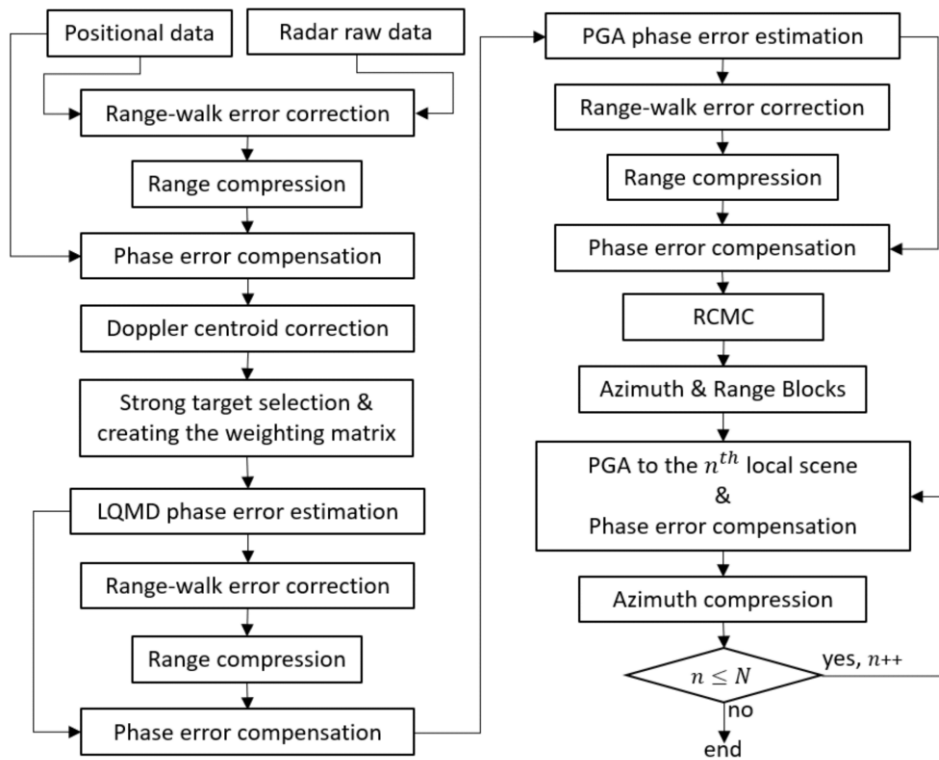 Positional data
Radar raw data
Range-walk error correction
Range compression
Phase error compensation
Doppler centroid correction
Strong target selection &
creating the weighting matrix
LQMD phase error estimation
Range-walk error correction
Range compression
Phase error compensation
PGA phase error estimation
Range-walk error correction
Range compression
Phase error compensation
RCMC
Azimuth & Range Blocks
PGA to the n^th local scene
&
Phase error compensation
Azimuth compression
n ≤ N
yes, n++
no
end